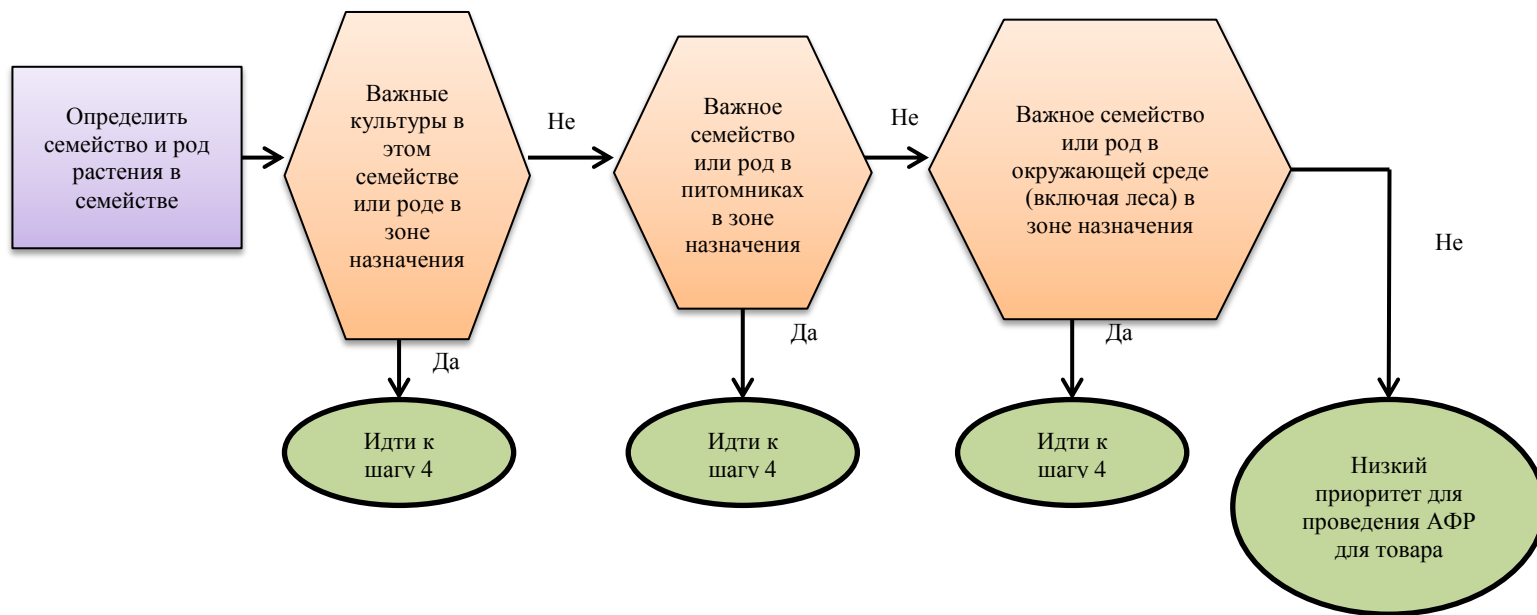 Определить
семейство и род
растения в
семействе
Важные
культуры в
этом
семействе
или роде в
зоне
назначения
Не
Важное
семейство
или род в
питомниках
в зоне
назначения
Не
Важное семейство
или род в
окружающей среде
(включая леса) в
зоне назначения
Не
Да
Да
Да
Идти к
шагу 4
Идти к
шагу 4
Идти к
шагу 4
Низкий
приоритет для
проведения АФР
для товара